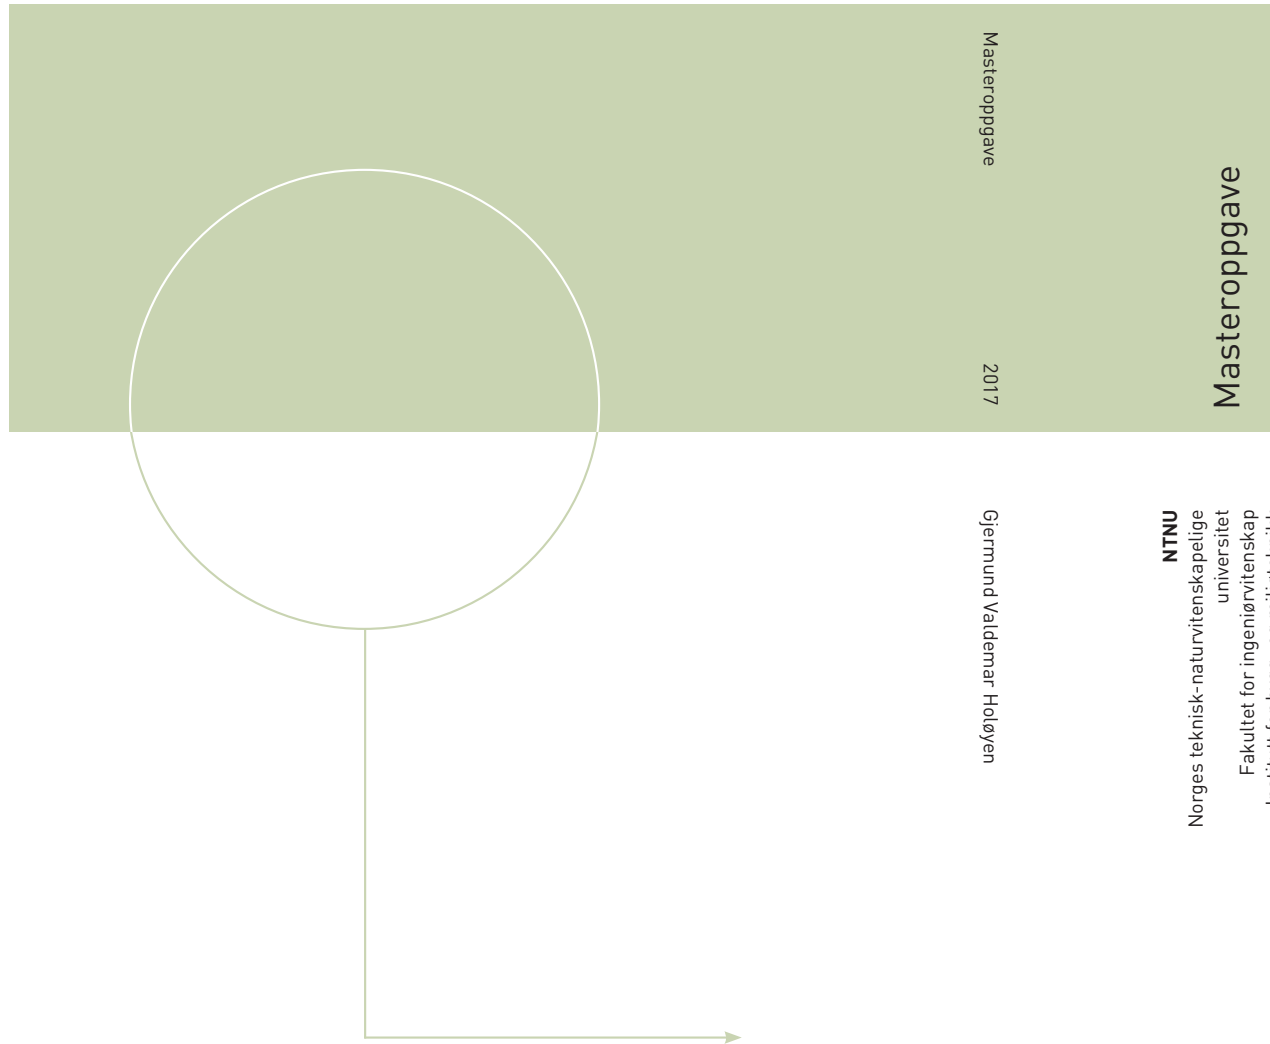 Masteroppgave
2017
Gjermund Valdemar Holøyen
Masteroppgave
NTNU
Norges teknisk-naturvitenskapelige
universitet
Fakultet for ingeniørvitenskap